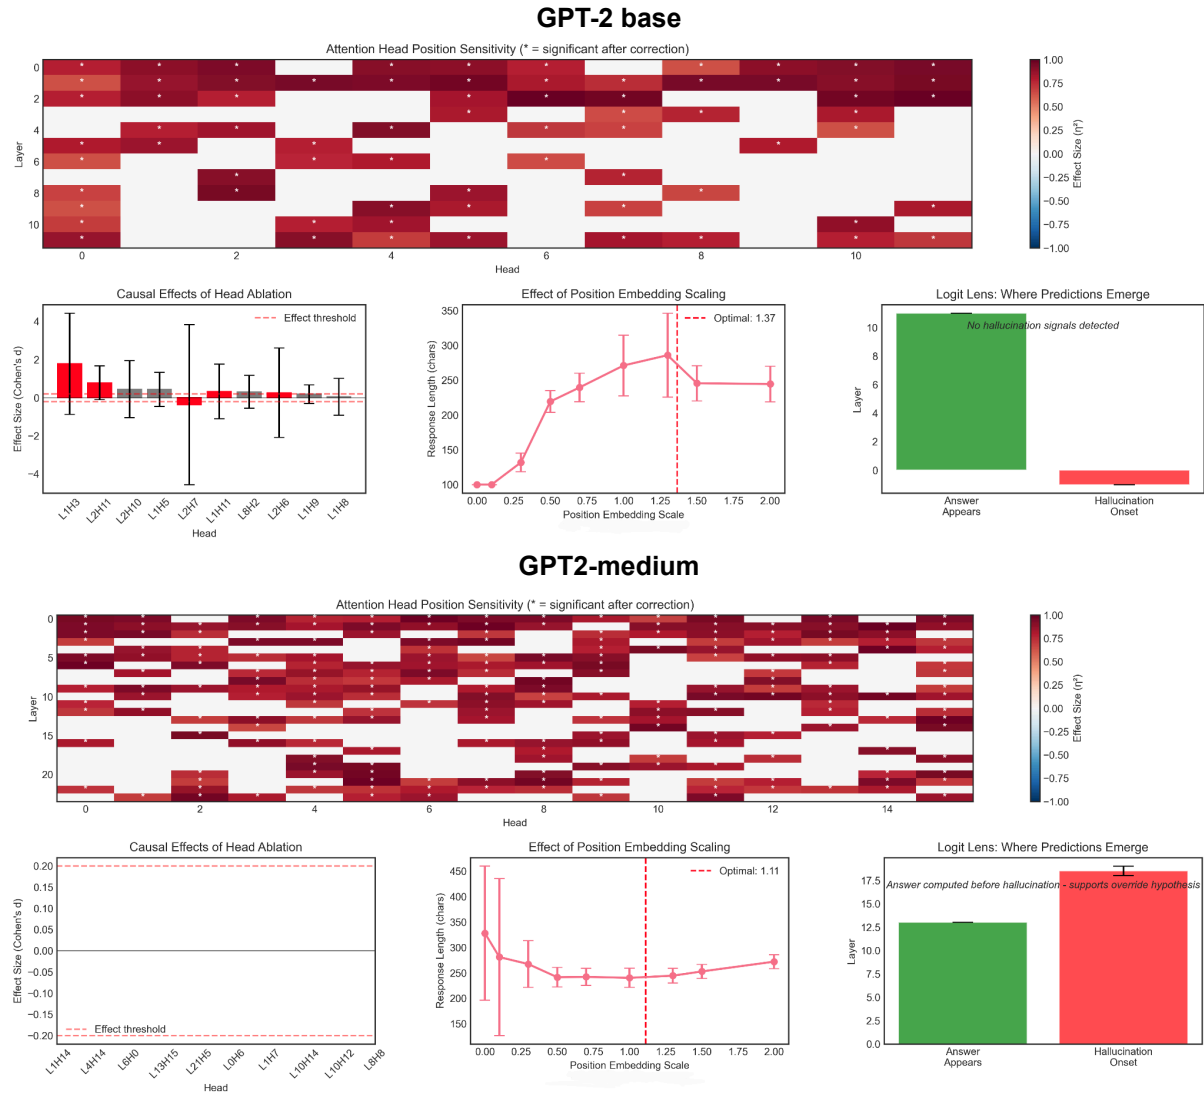 GPT-2 base
Attention Head Position Sensitivity (* = significant after correction)
0
2
4
6
8
10
Layer
0 2 4 6 8 10
Head
1.00
0.75
0.50
0.25
0.00
−0.25
−0.50
−0.75
−1.00
Effect Size (η²)
Causal Effects of Head Ablation
Effect threshold
4
2
0
−2
−4
Effect Size (Cohen's d)
L1H3 L2H11 L2H10 L1H5 L2H7 L1H11 L8H2 L2H6 L1H9 L1H8
Head
Effect of Position Embedding Scaling
Optimal: 1.37
350
300
250
200
150
100
Response Length (chars)
0.00 0.25 0.50 0.75 1.00 1.25 1.50 1.75 2.00
Position Embedding Scale
Logit Lens: Where Predictions Emerge
No hallucination signals detected
10
8
6
4
2
0
Layer
Answer
Appears
Hallucination
Onset
GPT2-medium
Attention Head Position Sensitivity (* = significant after correction)
0
5
10
15
20
Layer
0 2 4 6 8 10 12 14
Head
1.00
0.75
0.50
0.25
0.00
−0.25
−0.50
−0.75
−1.00
Effect Size (η²)
Causal Effects of Head Ablation
0.20
0.15
0.10
0.05
0.00
−0.05
−0.10
−0.15
−0.20
Effect Size (Cohen's d)
Effect threshold
L1H14 L4H14 L6H0 L13H15 L21H5 L0H6 L1H7 L10H14 L10H12 L8H8
Head
Effect of Position Embedding Scaling
Optimal: 1.11
450
400
350
300
250
200
150
Response Length (chars)
0.00 0.25 0.50 0.75 1.00 1.25 1.50 1.75 2.00
Position Embedding Scale
Logit Lens: Where Predictions Emerge
Answer computed before hallucination - supports override hypothesis
17.5
15.0
12.5
10.0
7.5
5.0
2.5
0.0
Layer
Answer
Appears
Hallucination
Onset